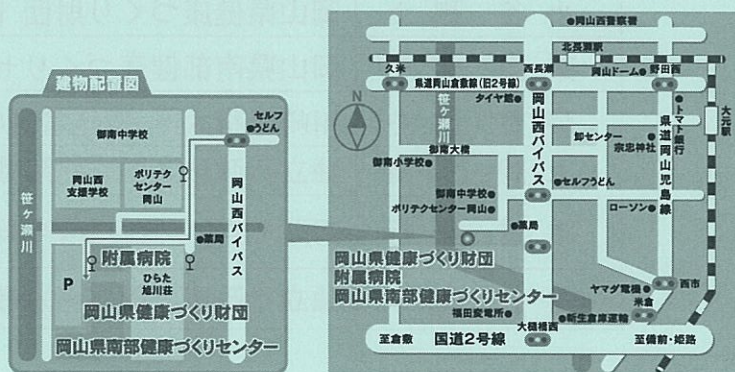 建物配置図
セルフ
うどん
御南中学校
岡山西
支援学校
ポリテク
センター
岡山
岡山西バイパス
笹ヶ瀬川
薬局
附属病院
P
ひらた
旭川荘
岡山県健康づくり財団
岡山県南部健康づくりセンター
岡山西警察署
北長瀬駅
久米
県道岡山倉敷線(旧2号線)
西長瀬
岡山ドーム
野田西
タイヤ館
笹ヶ瀬川
N
岡山西バイパス
卸センター
宗忠神社
トマト銀行
県道岡山児島線
大元駅
御南大橋
御南小学校
御南中学校
セルフうどん
ポリテクセンター岡山
ローソン
薬局
岡山県健康づくり財団
附属病院
岡山県南部健康づくりセンター
ヤマダ電機
西市
米倉
福田変電所
新生倉庫運輸
大樋橋西
至倉敷
国道2号線
至備前・姫路